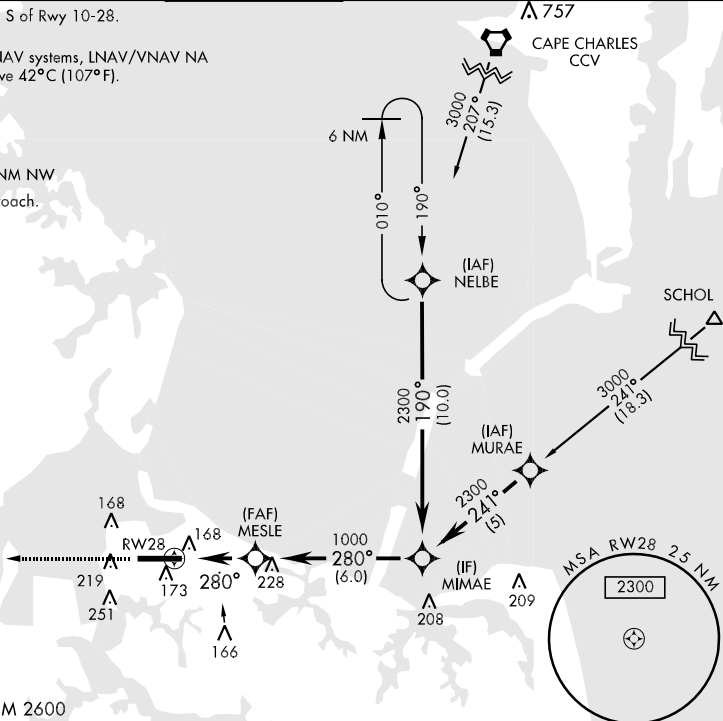 S of Rwy 10-28.
757
CAPE CHARLES
CCV
AV systems, LNAV/VNAV NA
ve 42°C (107°F).
3000
207°
(15.3)
6 NM
NM NW
oach.
010°
190°
(IAF)
NELBE
SCHOL
3000
241°
(18.3)
2300
190°
(10.0)
(IAF)
MURAE
2300
241°
(5)
168
(FAF)
MESLE
RW28
168
1000
280°
(6.0)
219
251
173
280°
228
(IF)
MIMAE
208
209
166
MSA RW28 25 NM
2300
M 2600